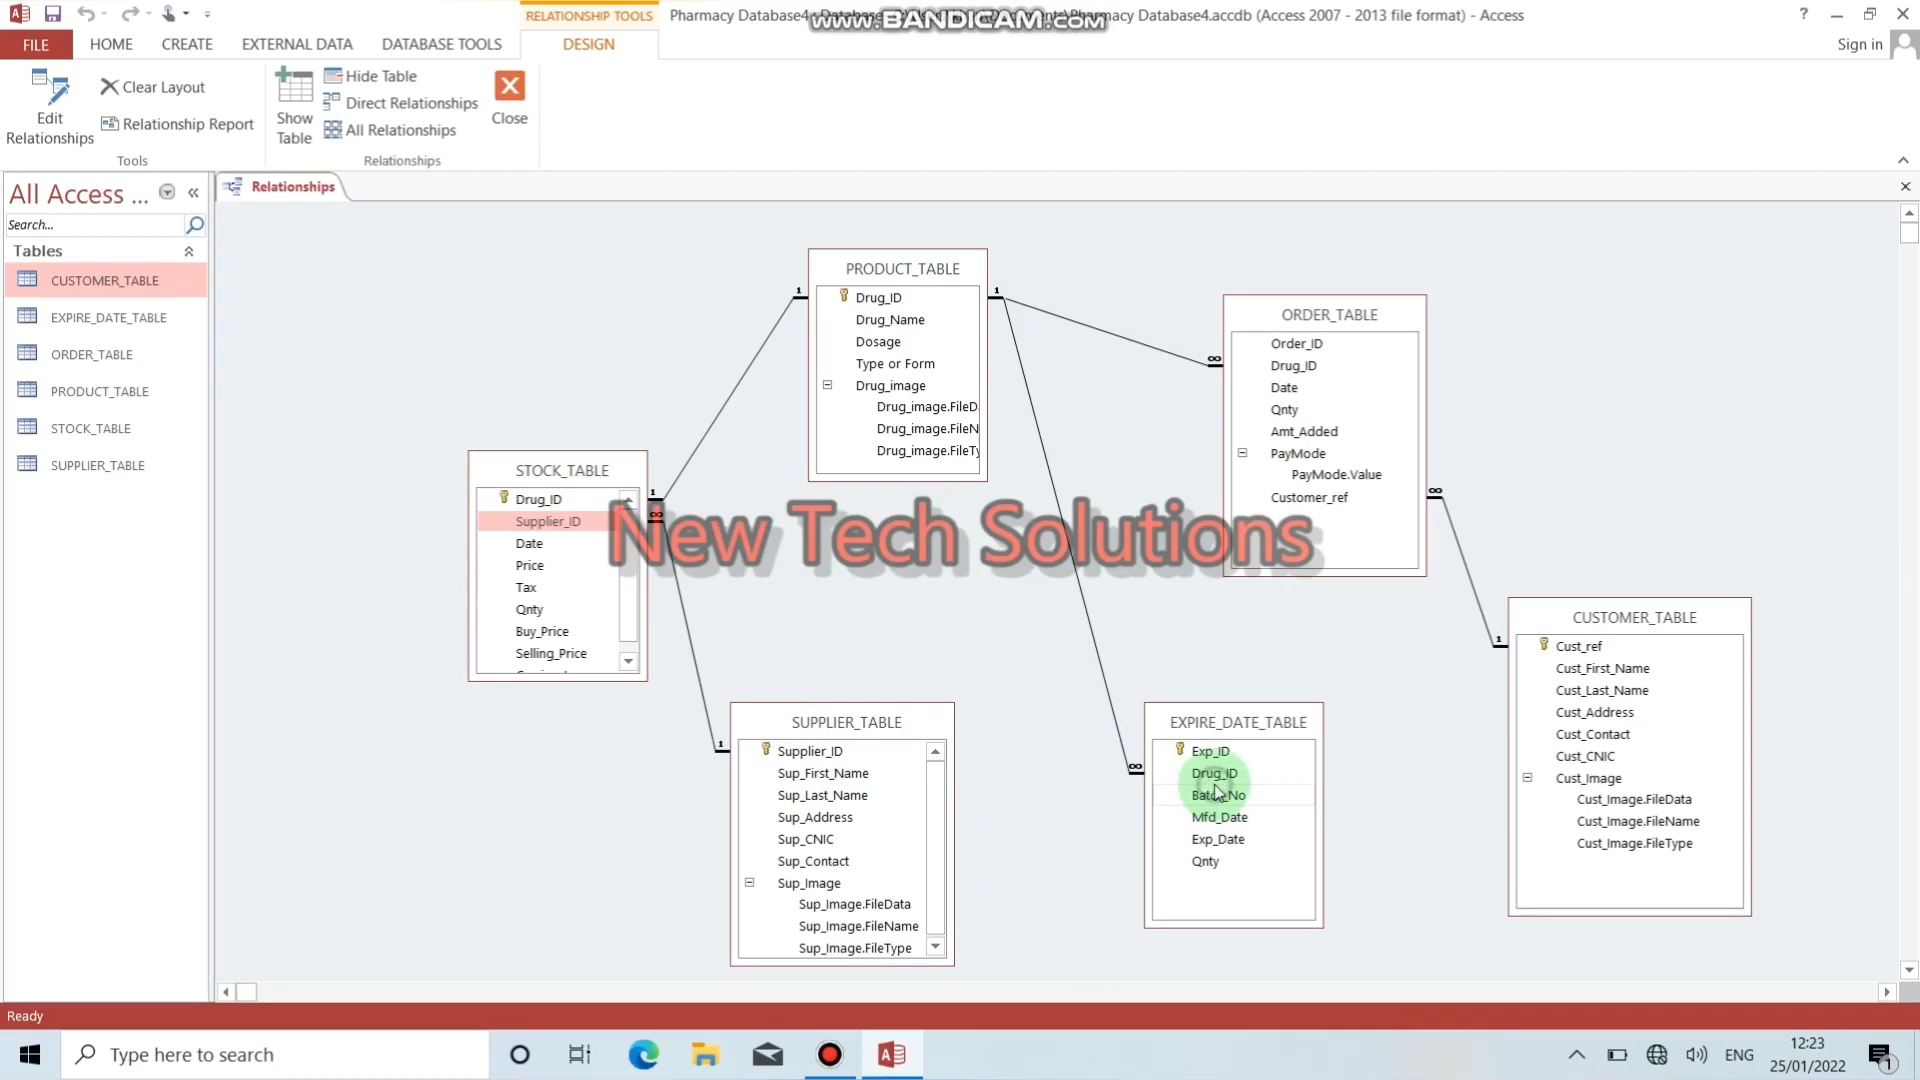 RELATIONSHIP TOOLS
Pharmacy Database4.accdb (Access 2007 - 2013 file format) - Access
www.BANDICAM.com
?
FILE
HOME
CREATE
EXTERNAL DATA
DATABASE TOOLS
DESIGN
Sign in
Edit
Relationships
Clear Layout
Relationship Report
Tools
Show
Table
Hide Table
Direct Relationships
All Relationships
Close
Relationships
All Access ...
Search...
Tables
CUSTOMER_TABLE
EXPIRE_DATE_TABLE
ORDER_TABLE
PRODUCT_TABLE
STOCK_TABLE
SUPPLIER_TABLE
Relationships
PRODUCT_TABLE
Drug_ID
Drug_Name
Dosage
Type or Form
Drug_image
Drug_image.FileD
Drug_image.FileN
Drug_image.FileTy
1
1
∞
ORDER_TABLE
Order_ID
Drug_ID
Date
Qnty
Amt_Added
PayMode
PayMode.Value
Customer_ref
∞
1
STOCK_TABLE
Drug_ID
Supplier_ID
Date
Price
Tax
Qnty
Buy_Price
Selling_Price
1
∞
New Tech Solutions
1
SUPPLIER_TABLE
Supplier_ID
Sup_First_Name
Sup_Last_Name
Sup_Address
Sup_CNIC
Sup_Contact
Sup_Image
Sup_Image.FileData
Sup_Image.FileName
Sup_Image.FileType
∞
EXPIRE_DATE_TABLE
Exp_ID
Drug_ID
Batch_No
Mfd_Date
Exp_Date
Qnty
CUSTOMER_TABLE
Cust_ref
Cust_First_Name
Cust_Last_Name
Cust_Address
Cust_Contact
Cust_CNIC
Cust_Image
Cust_Image.FileData
Cust_Image.FileName
Cust_Image.FileType
Ready
Type here to search
ENG
12:23
25/01/2022
1